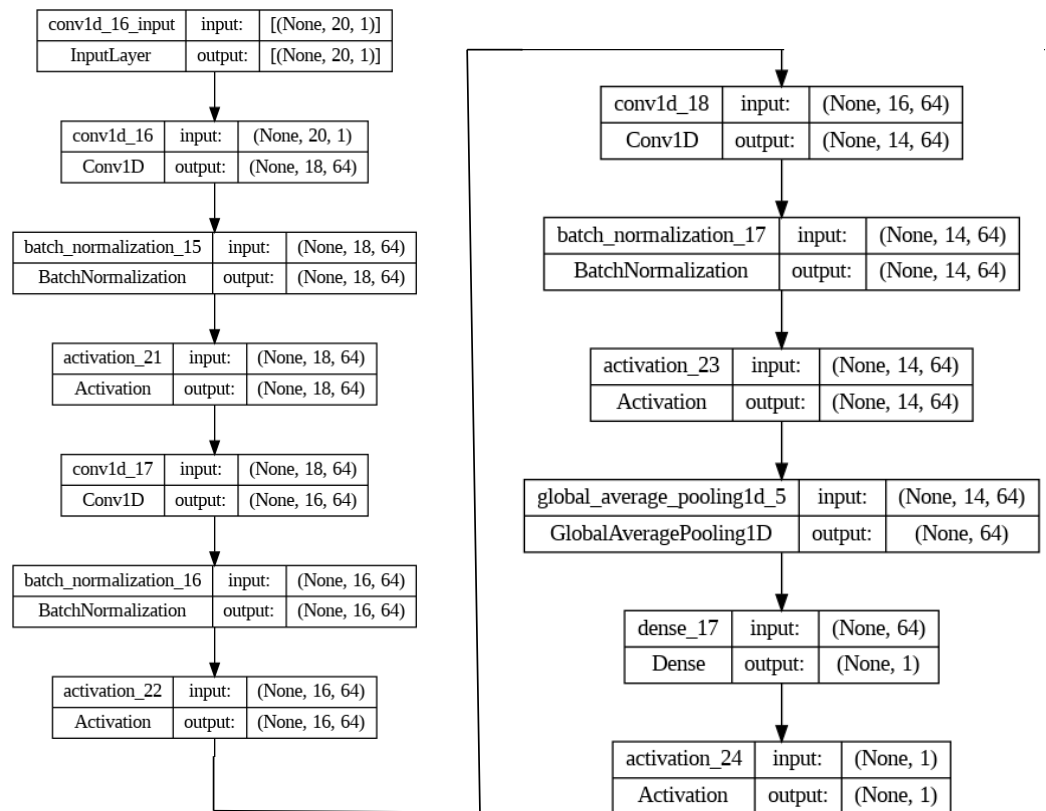 conv1d_16_input input: [(None, 20, 1)]
InputLayer output: [(None, 20, 1)]
conv1d_16 input: (None, 20, 1)
Conv1D output: (None, 18, 64)
batch_normalization_15 input: (None, 18, 64)
BatchNormalization output: (None, 18, 64)
activation_21 input: (None, 18, 64)
Activation output: (None, 18, 64)
conv1d_17 input: (None, 18, 64)
Conv1D output: (None, 16, 64)
batch_normalization_16 input: (None, 16, 64)
BatchNormalization output: (None, 16, 64)
activation_22 input: (None, 16, 64)
Activation output: (None, 16, 64)
conv1d_18 input: (None, 16, 64)
Conv1D output: (None, 14, 64)
batch_normalization_17 input: (None, 14, 64)
BatchNormalization output: (None, 14, 64)
activation_23 input: (None, 14, 64)
Activation output: (None, 14, 64)
global_average_pooling1d_5 input: (None, 14, 64)
GlobalAveragePooling1D output: (None, 64)
dense_17 input: (None, 64)
Dense output: (None, 1)
activation_24 input: (None, 1)
Activation output: (None, 1)